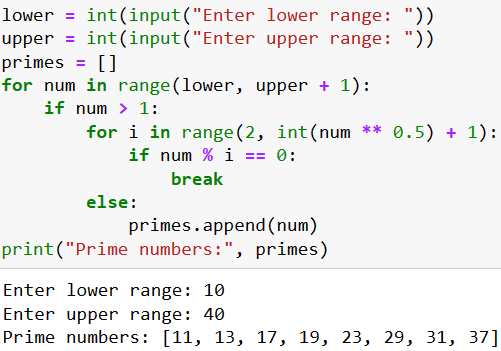 lower = int(input("Enter lower range: "))
upper = int(input("Enter upper range: "))
primes = []
for num in range(lower, upper + 1):
    if num > 1:
        for i in range(2, int(num ** 0.5) + 1):
            if num % i == 0:
                break
        else:
            primes.append(num)
print("Prime numbers:", primes)
Enter lower range: 10
Enter upper range: 40
Prime numbers: [11, 13, 17, 19, 23, 29, 31, 37]